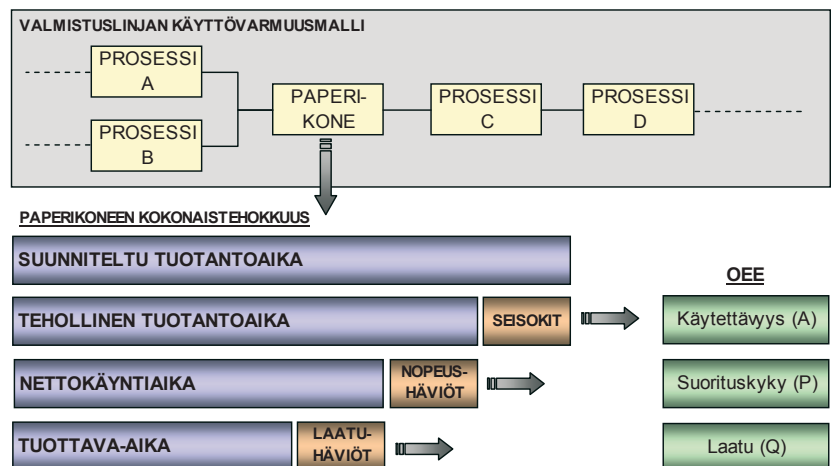 VALMISTUSLINJAN KÄYTTÖVARMUUSMALLI
PROSESSI
A
PROSESSI
B
PAPERI-
KONE
PROSESSI
C
PROSESSI
D
PAPERIKONEEN KOKONAISTEHOKKUUS
SUUNNITELTU TUOTANTOAIKA
OEE
TEHOLLINEN TUOTANTOAIKA
SEISOKIT
Käytettävyys (A)
NETTOKÄYNTIAIKA
NOPEUS-
HÄVIÖT
Suorituskyky (P)
TUOTTAVA-AIKA
LAATU-
HÄVIÖT
Laatu (Q)